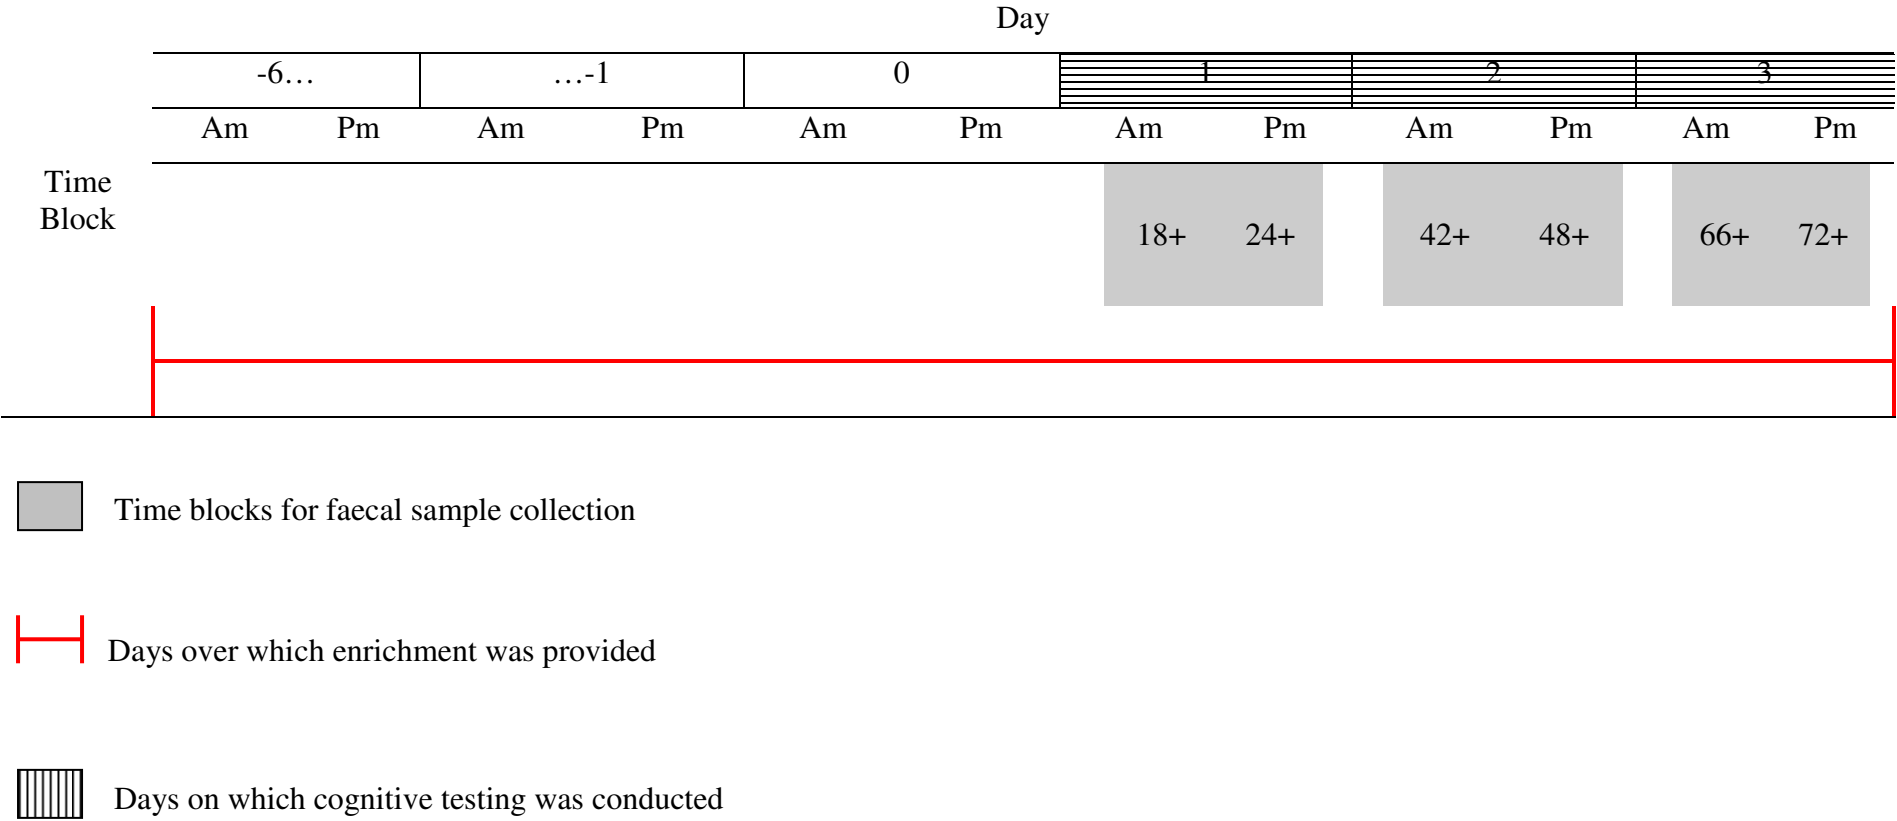 Day
-6… …-1 0 1 2 3
Am Pm Am Pm Am Pm Am Pm Am Pm Am Pm
Time
Block
18+ 24+ 42+ 48+ 66+ 72+
Time blocks for faecal sample collection
Days over which enrichment was provided
Days on which cognitive testing was conducted